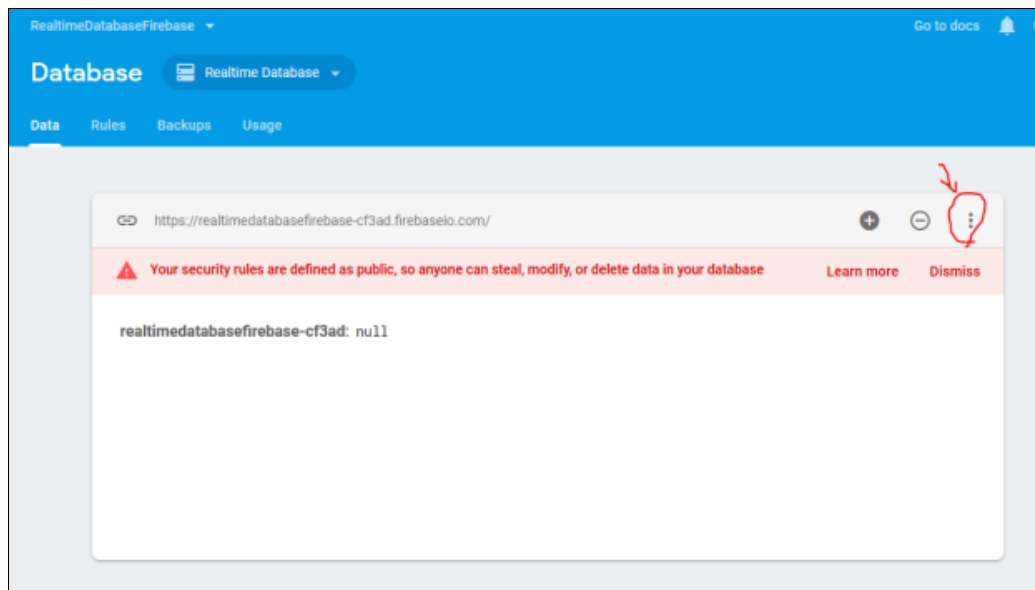 RealtimeDatabaseFirebase
Go to docs
Database
Realtime Database
Data Rules Backups Usage
https://realtimedatabasefirebase-cf3ad.firebaseio.com/
Your security rules are defined as public, so anyone can steal, modify, or delete data in your database
Learn more Dismiss
realtimedatabasefirebase-cf3ad: null